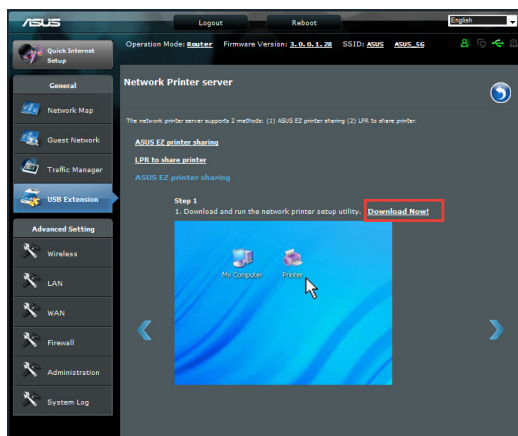 ASUS
Logout
Reboot
English
Quick Internet
Setup
Operation Mode: Router Firmware Version: 3.0.0.1.28 SSID: ASUS ASUS_5G
General
Network Map
Guest Network
Traffic Manager
USB Extension
Advanced Setting
Wireless
LAN
WAN
Firewall
Administration
System Log
Network Printer server
The network printer server supports 2 methods: (1) ASUS EZ printer sharing (2) LPR to share printer.
ASUS EZ printer sharing
LPR to share printer
ASUS EZ printer sharing
Step 1
1. Download and run the network printer setup utility. Download Now!
My Computer
Printer